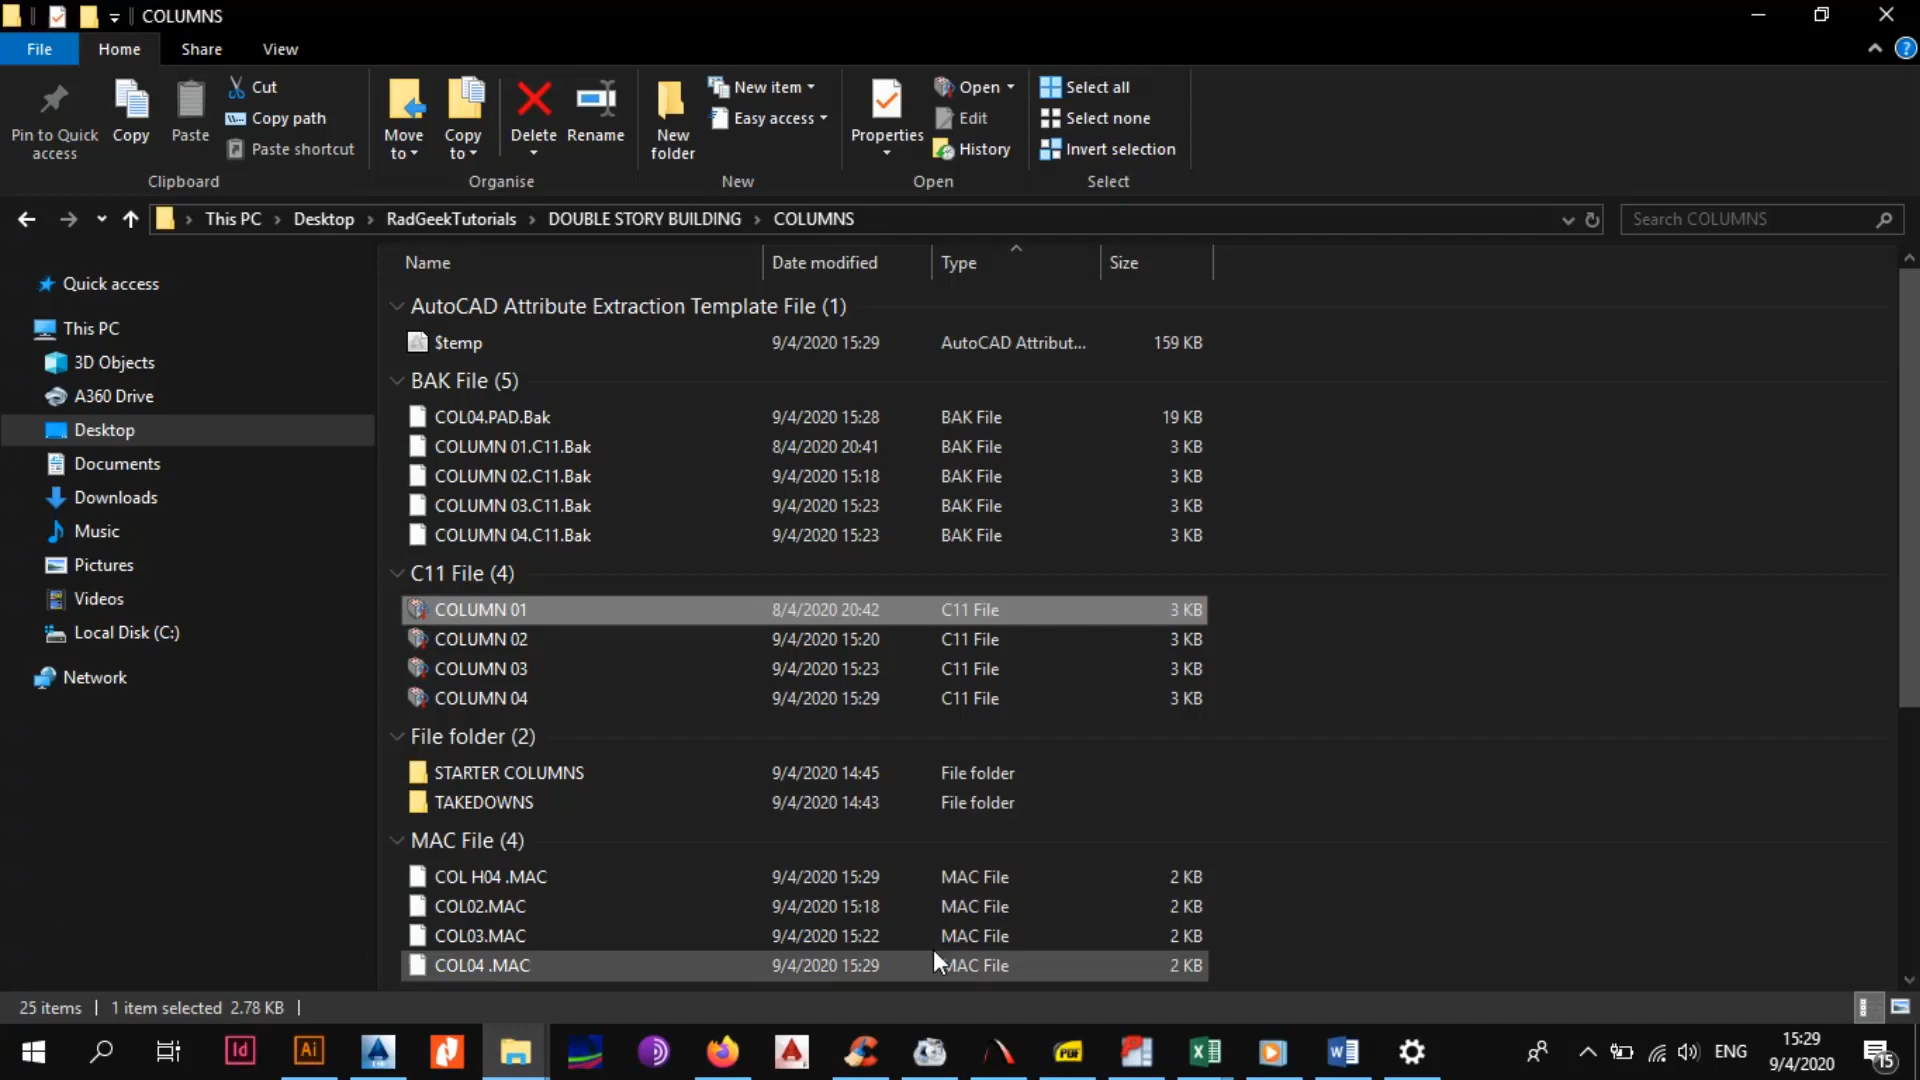 COLUMNS
File Home Share View
Pin to Quick access
Copy
Paste
Cut
Copy path
Paste shortcut
Clipboard
Move to
Copy to
Delete
Rename
Organise
New folder
New item
Easy access
New
Properties
Open
Edit
History
Open
Select all
Select none
Invert selection
Select
This PC > Desktop > RadGeekTutorials > DOUBLE STORY BUILDING > COLUMNS
Search COLUMNS
Quick access
This PC
3D Objects
A360 Drive
Desktop
Documents
Downloads
Music
Pictures
Videos
Local Disk (C:)
Network
Name Date modified Type Size
AutoCAD Attribute Extraction Template File (1)
$temp 9/4/2020 15:29 AutoCAD Attribut... 159 KB
BAK File (5)
COL04.PAD.Bak 9/4/2020 15:28 BAK File 19 KB
COLUMN 01.C11.Bak 8/4/2020 20:41 BAK File 3 KB
COLUMN 02.C11.Bak 9/4/2020 15:18 BAK File 3 KB
COLUMN 03.C11.Bak 9/4/2020 15:23 BAK File 3 KB
COLUMN 04.C11.Bak 9/4/2020 15:23 BAK File 3 KB
C11 File (4)
COLUMN 01 8/4/2020 20:42 C11 File 3 KB
COLUMN 02 9/4/2020 15:20 C11 File 3 KB
COLUMN 03 9/4/2020 15:23 C11 File 3 KB
COLUMN 04 9/4/2020 15:29 C11 File 3 KB
File folder (2)
STARTER COLUMNS 9/4/2020 14:45 File folder
TAKEDOWNS 9/4/2020 14:43 File folder
MAC File (4)
COL H04 .MAC 9/4/2020 15:29 MAC File 2 KB
COL02.MAC 9/4/2020 15:18 MAC File 2 KB
COL03.MAC 9/4/2020 15:22 MAC File 2 KB
COL04 .MAC 9/4/2020 15:29 MAC File 2 KB
25 items 1 item selected 2.78 KB
Id Ai PDF ENG
15:29
9/4/2020
15